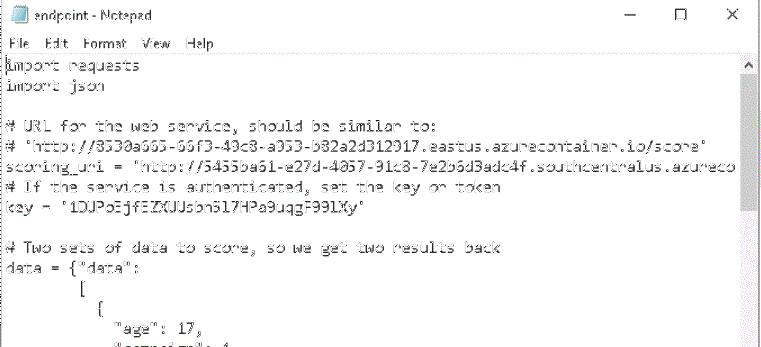 endpoint - Notepad
File Edit Format View Help
import requests
import json
# URL for the web service, should be similar to:
# 'http://8530a665-66f3-49c8-a953-b82a2d312917.eastus.azurecontainer.io/score'
scoring_uri = 'http://5455ba61-e27d-4057-91c8-7e2b6d3adc4f.southcentralus.azureco
# If the service is authenticated, set the key or token
key =
# Two sets of data to score, so we get two results back
data = {"data":
[
{
"age": 17,